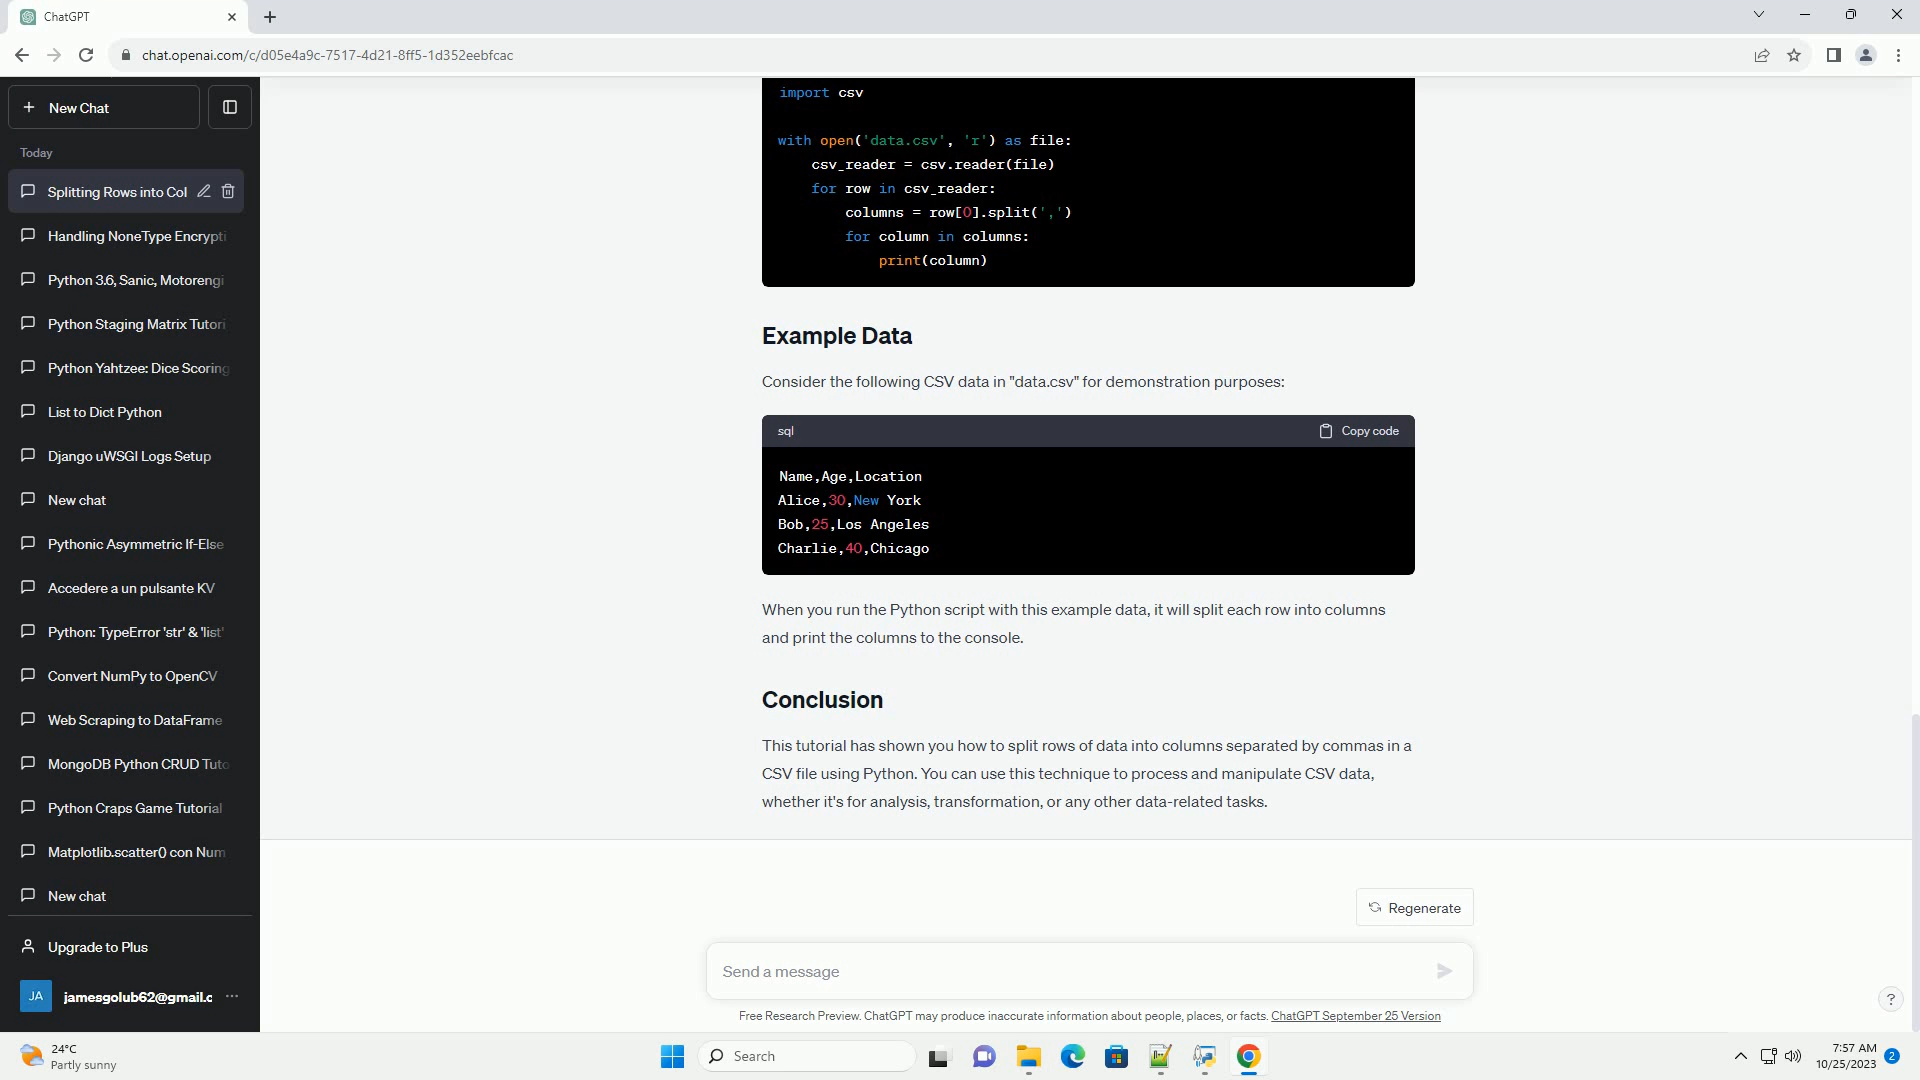 ChatGPT
chat.openai.com/c/d05e4a9c-7517-4d21-8ff5-1d352eebfcac
New Chat
Today
Splitting Rows into Col
Handling NoneType Encrypti
Python 3.6, Sanic, Motorengi
Python Staging Matrix Tutori
Python Yahtzee: Dice Scoring
List to Dict Python
Django uWSGI Logs Setup
New chat
Pythonic Asymmetric If-Else
Accedere a un pulsante KV
Python: TypeError 'str' & 'list'
Convert NumPy to OpenCV
Web Scraping to DataFrame
MongoDB Python CRUD Tuto
Python Craps Game Tutorial
Matplotlib.scatter() con Num
New chat
Upgrade to Plus
JA jamesgolub62@gmail.c ...
import csv
with open('data.csv', 'r') as file:
csv_reader = csv.reader(file)
for row in csv_reader:
columns = row[0].split(',')
for column in columns:
print(column)
Example Data
Consider the following CSV data in "data.csv" for demonstration purposes:
sql Copy code
Name,Age,Location
Alice,30,New York
Bob,25,Los Angeles
Charlie,40,Chicago
When you run the Python script with this example data, it will split each row into columns
and print the columns to the console.
Conclusion
This tutorial has shown you how to split rows of data into columns separated by commas in a
CSV file using Python. You can use this technique to process and manipulate CSV data,
whether it's for analysis, transformation, or any other data-related tasks.
Regenerate
Send a message
Free Research Preview. ChatGPT may produce inaccurate information about people, places, or facts. ChatGPT September 25 Version
?
24°C
Partly sunny
Search
7:57 AM
10/25/2023
2